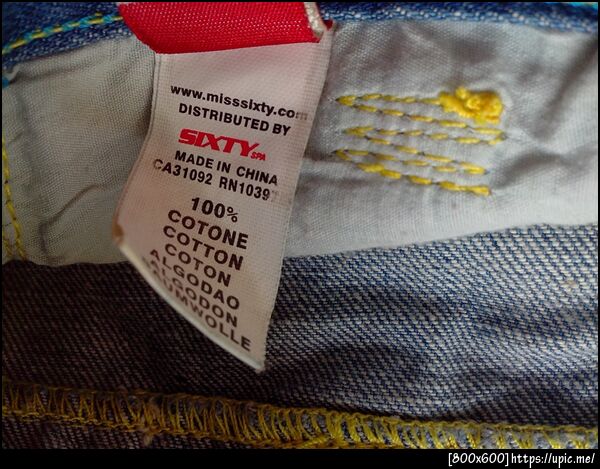 www.misssixty.com
DISTRIBUTED BY
SIXTY SPA
MADE IN CHINA
CA31092 RN10397
100%
COTONE
COTTON
COTON
ALGODAO
ALGODON
BAUMWOLLE
[800x600]https://upic.me/